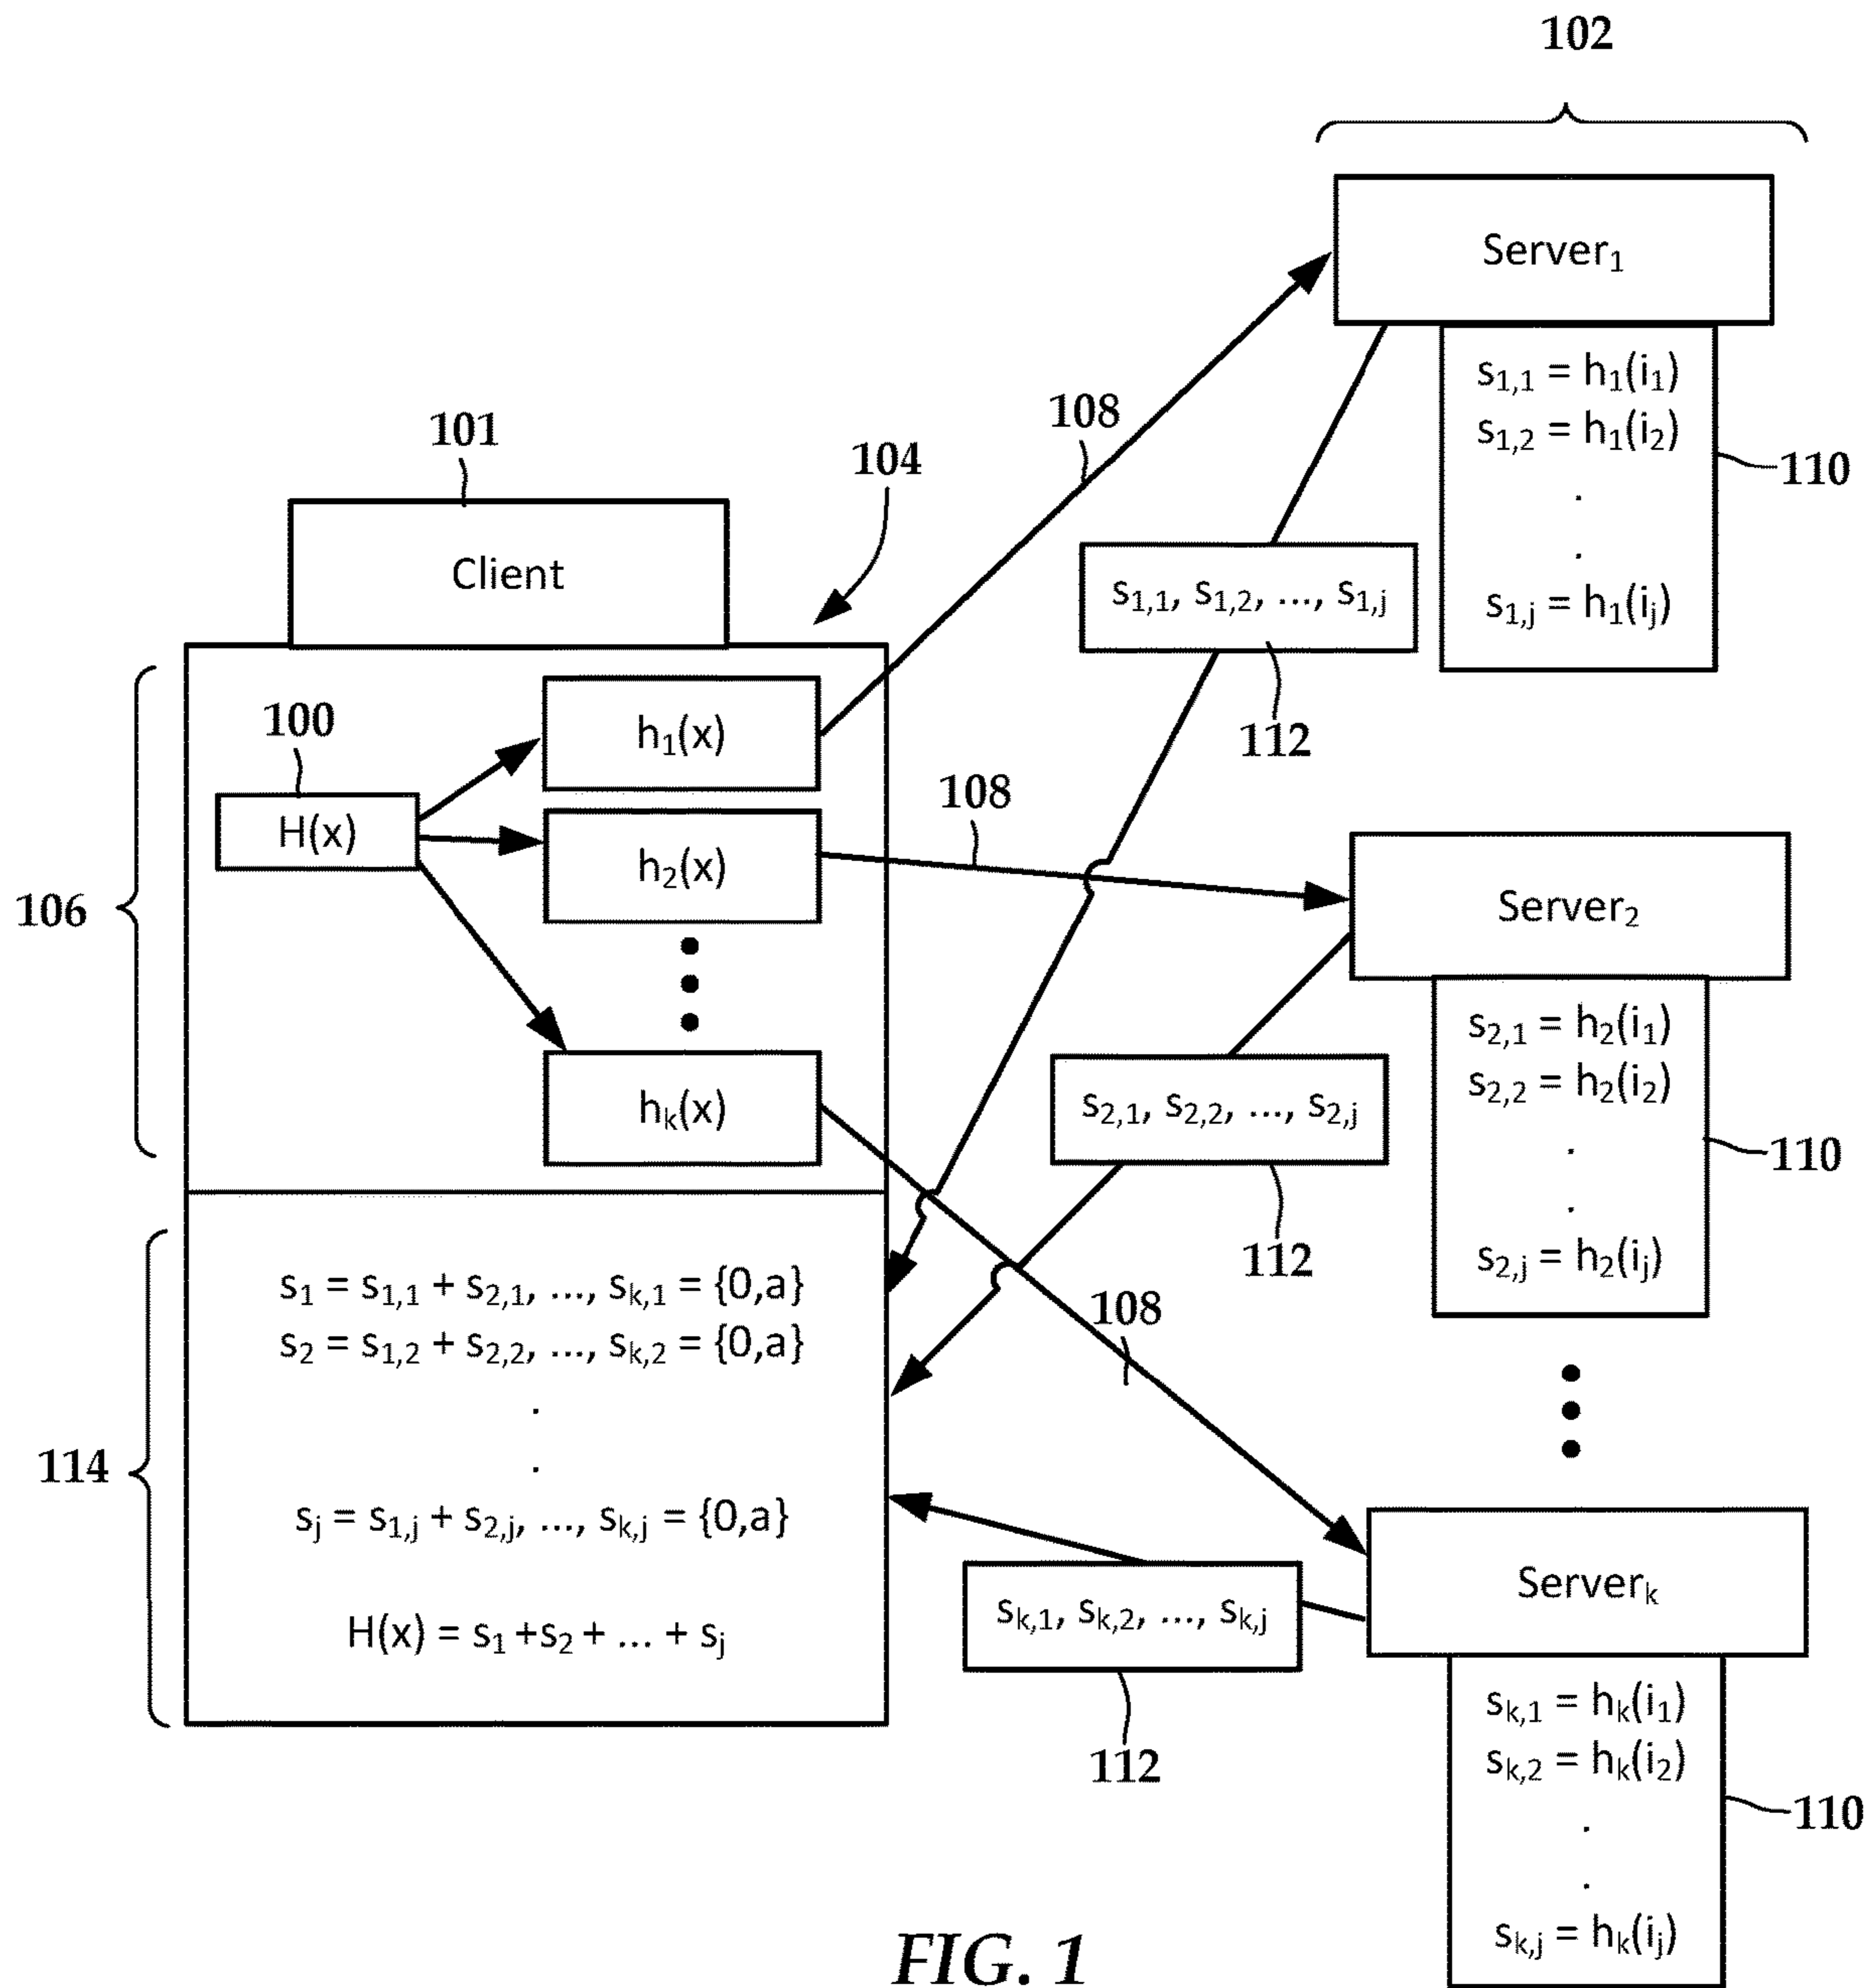 102
Server₁
s₁,₁ = h₁(i₁)
s₁,₂ = h₁(i₂)
.
.
s₁,ⱼ = h₁(iⱼ)
110
108
s₁,₁, s₁,₂, ..., s₁,ⱼ
112
101
Client
104
106
100
H(x)
h₁(x)
h₂(x)
hₖ(x)
108
Server₂
s₂,₁ = h₂(i₁)
s₂,₂ = h₂(i₂)
.
.
s₂,ⱼ = h₂(iⱼ)
110
s₂,₁, s₂,₂, ..., s₂,ⱼ
112
108
114
s₁ = s₁,₁ + s₂,₁, ..., sₖ,₁ = {0,a}
s₂ = s₁,₂ + s₂,₂, ..., sₖ,₂ = {0,a}
.
.
sⱼ = s₁,ⱼ + s₂,ⱼ, ..., sₖ,ⱼ = {0,a}
H(x) = s₁ +s₂ + ... + sⱼ
Serverₖ
sₖ,₁, sₖ,₂, ..., sₖ,ⱼ
112
sₖ,₁ = hₖ(i₁)
sₖ,₂ = hₖ(i₂)
.
.
sₖ,ⱼ = hₖ(iⱼ)
110
FIG. 1